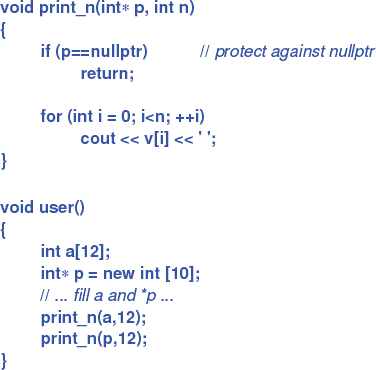 void print_n(int* p, int n)
{
if (p==nullptr) // protect against nullptr
return;
for (int i = 0; i<n; ++i)
cout << v[i] << ' ';
}
void user()
{
int a[12];
int* p = new int [10];
// ... fill a and *p ...
print_n(a,12);
print_n(p,12);
}